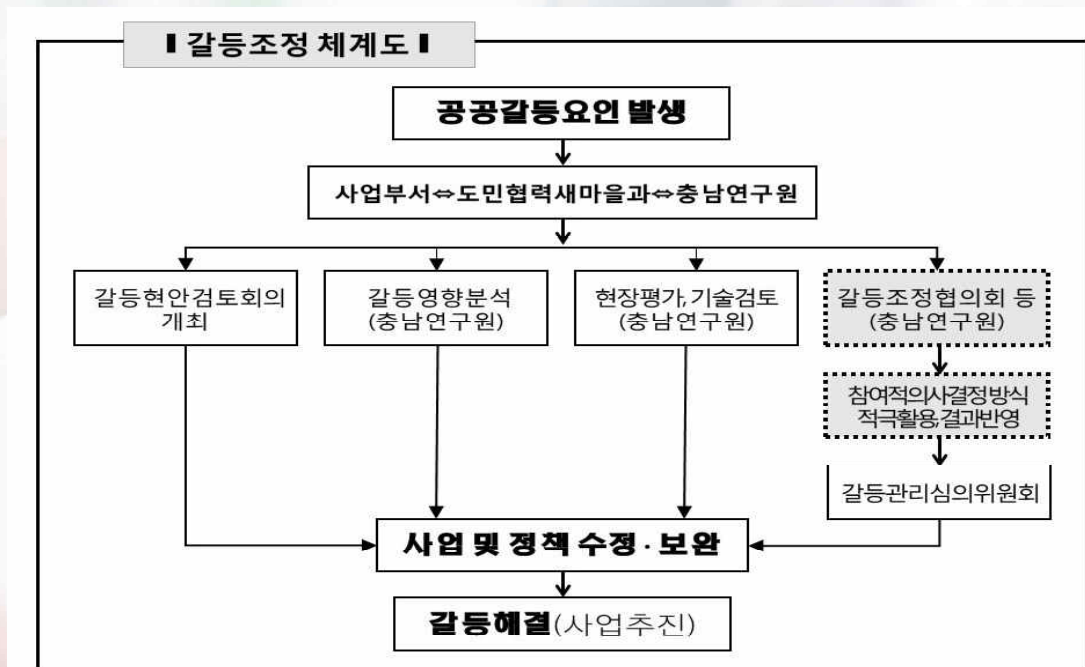 ▮ 갈등조정 체계도 ▮
공공갈등요인 발생
사업부서⇔도민협력새마을과⇔충남연구원
갈등현안검토회의
개최
갈등영향분석
(충남연구원)
현장평가, 기술검토
(충남연구원)
갈등조정협의회 등
(충남연구원)
참여적의사결정방식
적극활용,결과반영
갈등관리심의위원회
사업 및 정책 수정 · 보완
갈등해결(사업추진)